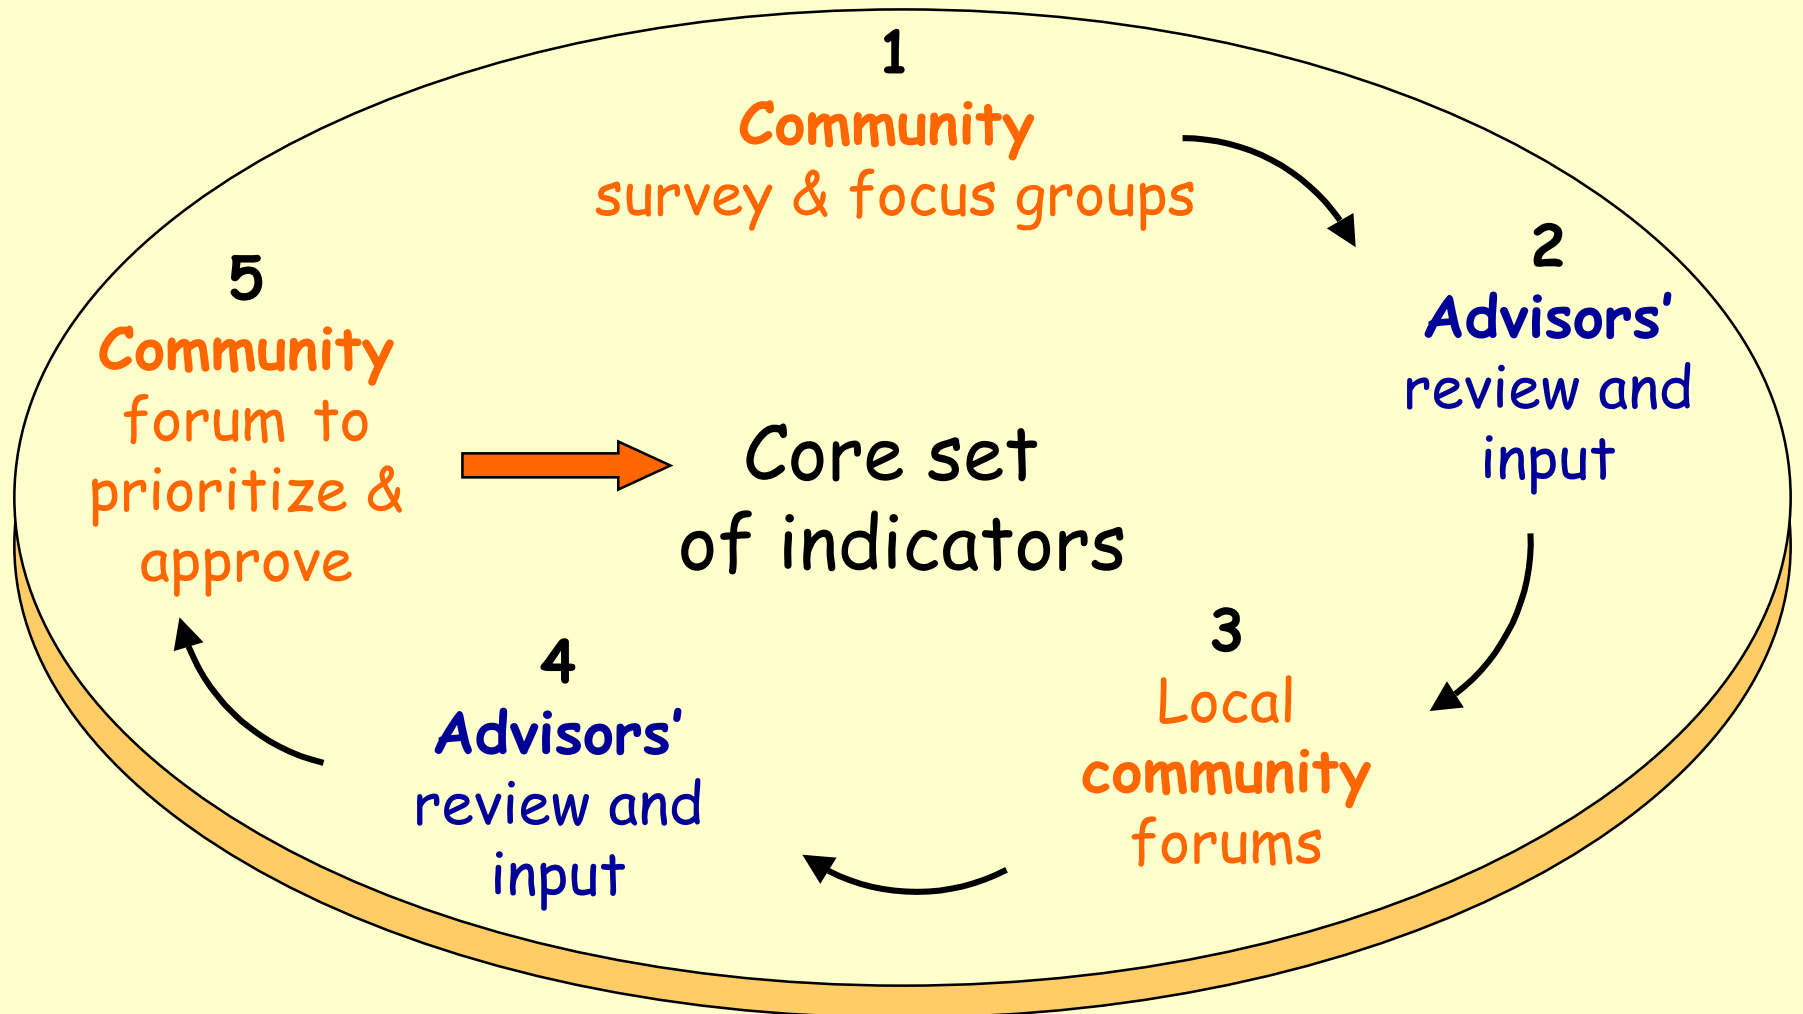 1
Community
survey & focus groups
2
Advisors’
review and
input
3
Local
community
forums
4
Advisors’
review and
input
5
Community
forum to
prioritize &
approve
Core set
of indicators